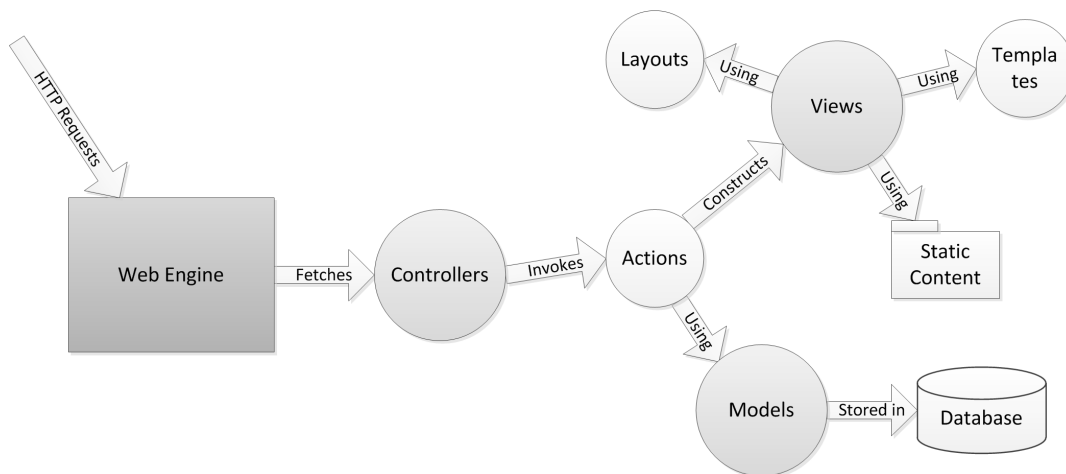 HTTP Requests
Web Engine
Fetches
Controllers
Invokes
Actions
Constructs
Views
Using
Layouts
Using
Templa
tes
Using
Static
Content
Using
Models
Stored in
Database